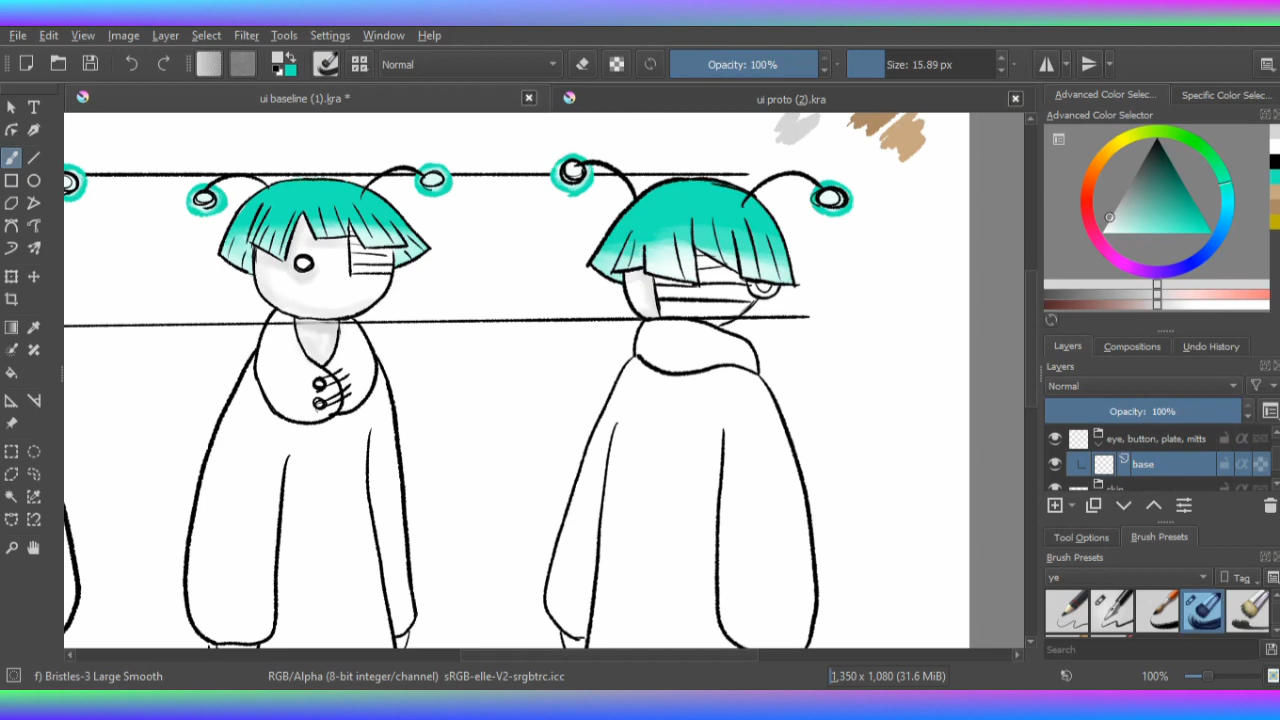 File Edit View Image Layer Select Filter Tools Settings Window Help
Normal Opacity: 100% Size: 15.89 px
ui baseline (1).kra * ui proto (2).kra
Advanced Color Selec... Specific Color Selec...
Advanced Color Selector
Layers Compositions Undo History
Layers
Normal
Opacity: 100%
eye, button, plate, mitts
base
skin
Tool Options Brush Presets
Brush Presets
ye Tag
Search
f) Bristles-3 Large Smooth RGB/Alpha (8-bit integer/channel) sRGB-elle-V2-srgbtrc.icc 1,350 x 1,080 (31.6 MiB) 100%